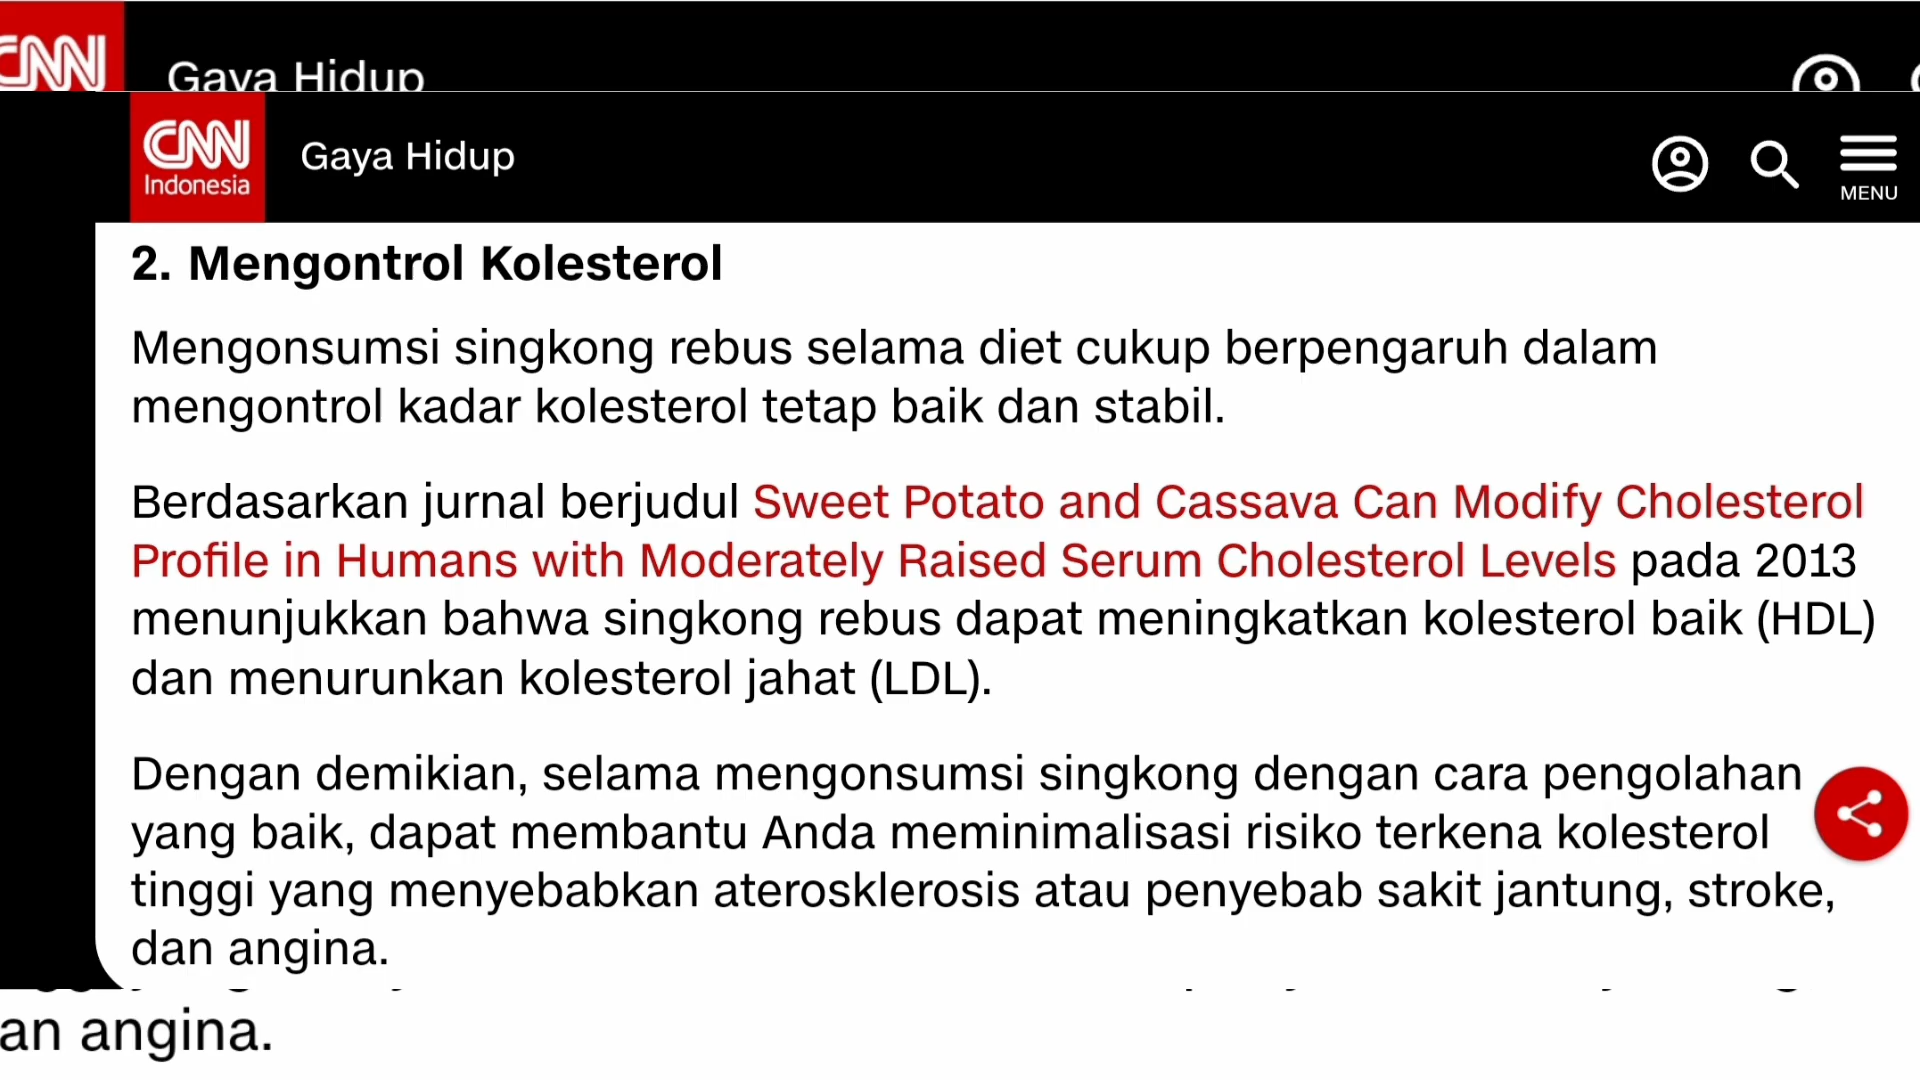 CNN
Gaya Hidup
CNN
Indonesia
Gaya Hidup
MENU
2. Mengontrol Kolesterol
Mengonsumsi singkong rebus selama diet cukup berpengaruh dalam
mengontrol kadar kolesterol tetap baik dan stabil.
Berdasarkan jurnal berjudul Sweet Potato and Cassava Can Modify Cholesterol
Profile in Humans with Moderately Raised Serum Cholesterol Levels pada 2013
menunjukkan bahwa singkong rebus dapat meningkatkan kolesterol baik (HDL)
dan menurunkan kolesterol jahat (LDL).
Dengan demikian, selama mengonsumsi singkong dengan cara pengolahan
yang baik, dapat membantu Anda meminimalisasi risiko terkena kolesterol
tinggi yang menyebabkan aterosklerosis atau penyebab sakit jantung, stroke,
dan angina.
an angina.